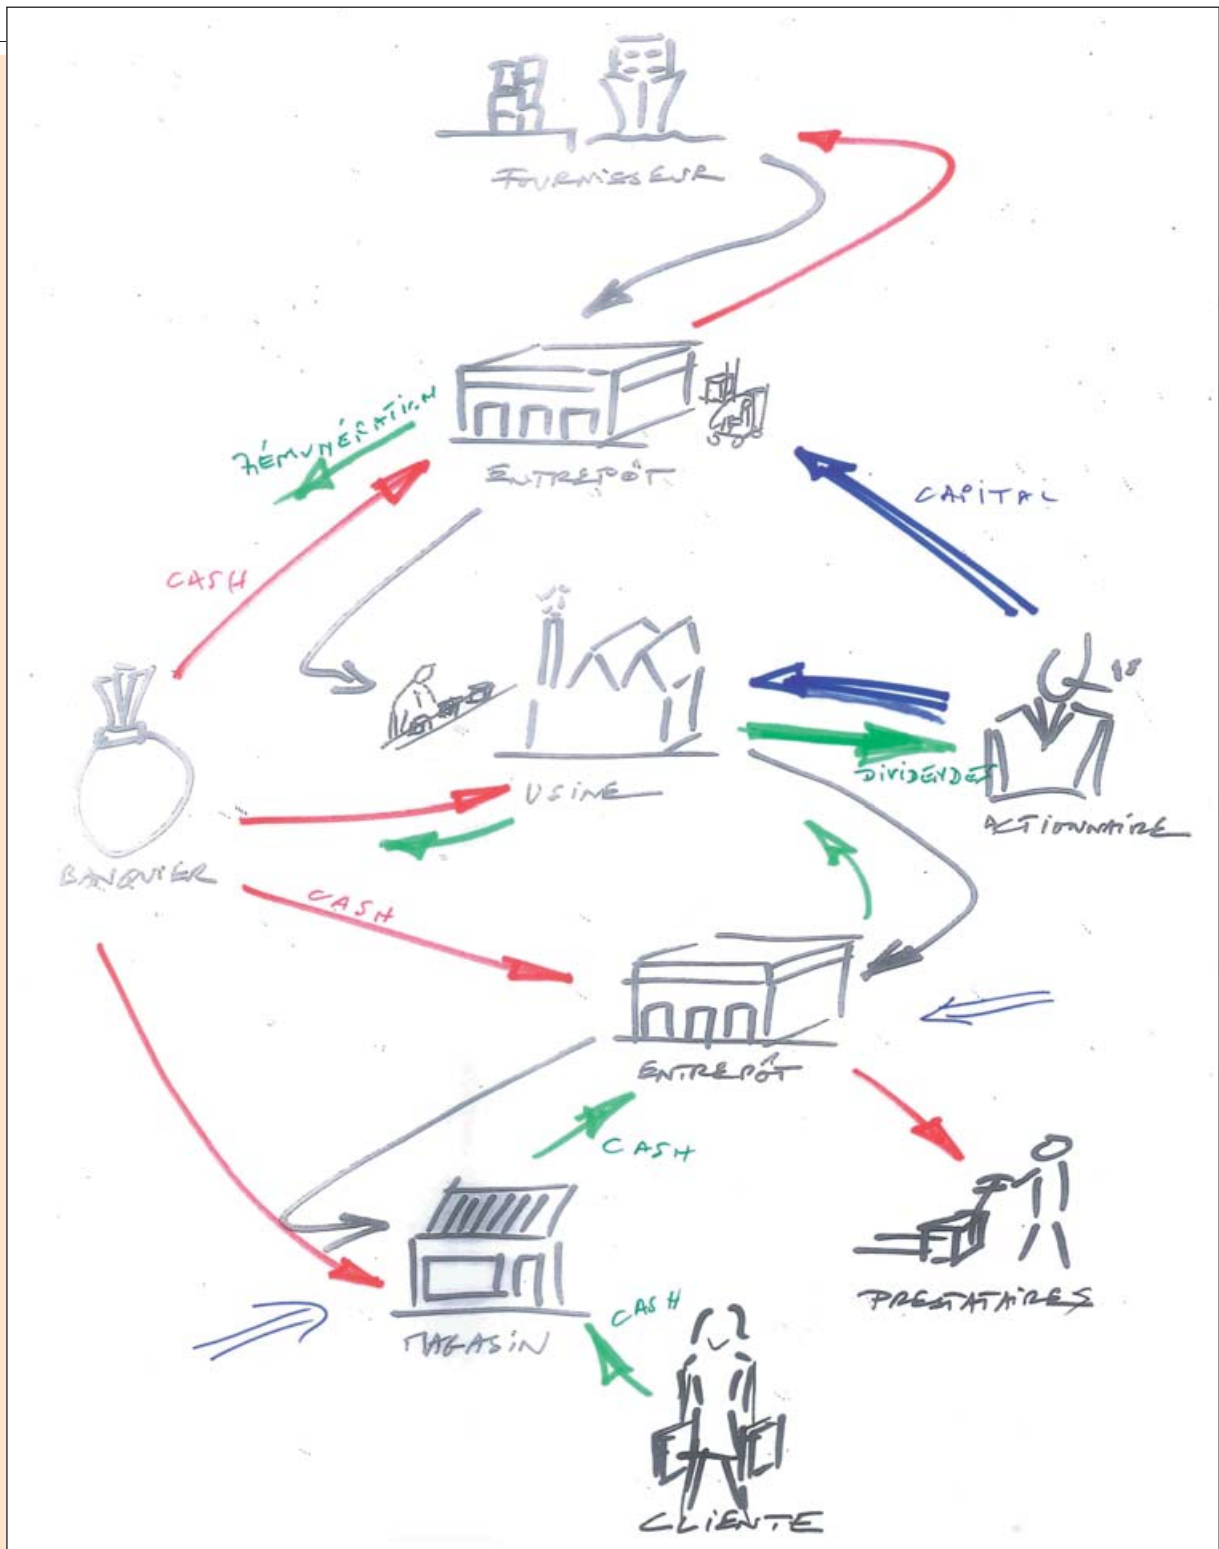 FOURNISSEUR
RÉMUNÉRATION
ENTREPÔT
CAPITAL
CASH
USINE
DIVIDENDES
ACTIONNAIRE
BANQUIER
CASH
ENTREPÔT
CASH
PRESTATAIRES
CASH
MAGASIN
CLIENTE